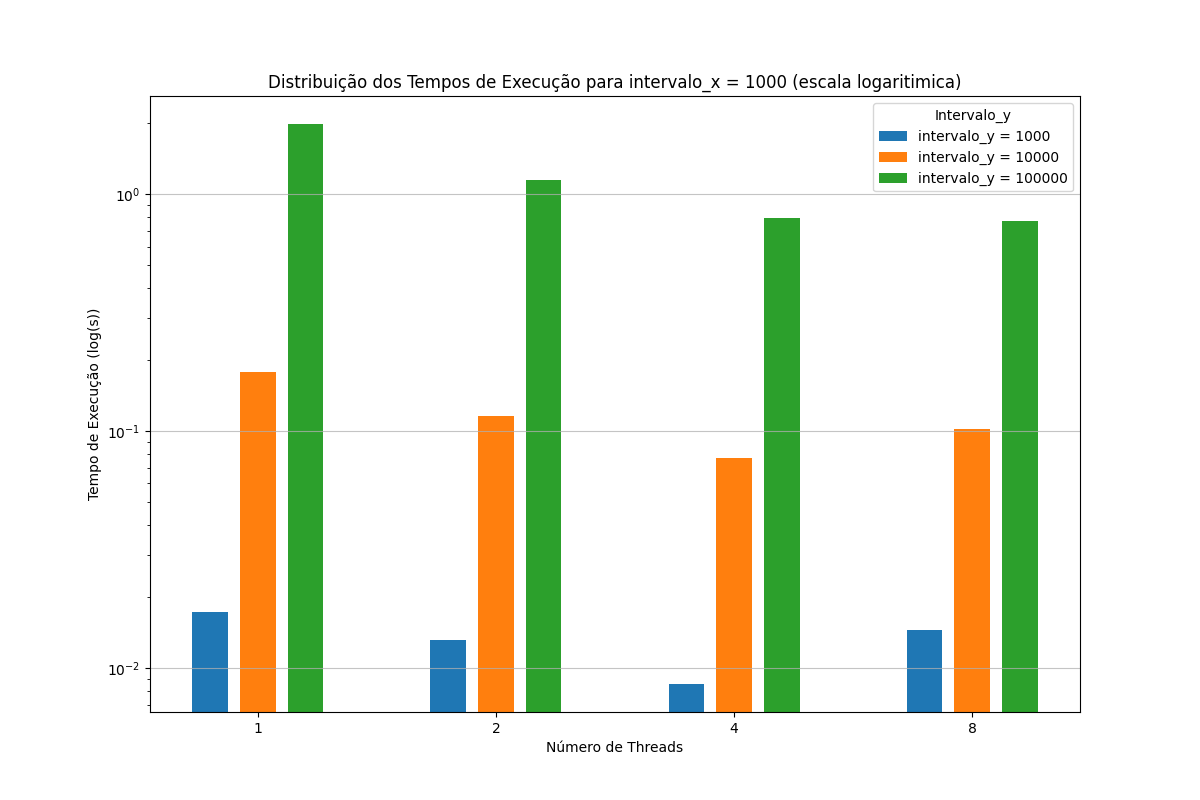 Distribuição dos Tempos de Execução para intervalo_x = 1000 (escala logaritimica)
Intervalo_y
intervalo_y = 1000
intervalo_y = 10000
intervalo_y = 100000
Tempo de Execução (log(s))
10⁰
10⁻¹
10⁻²
1 2 4 8
Número de Threads